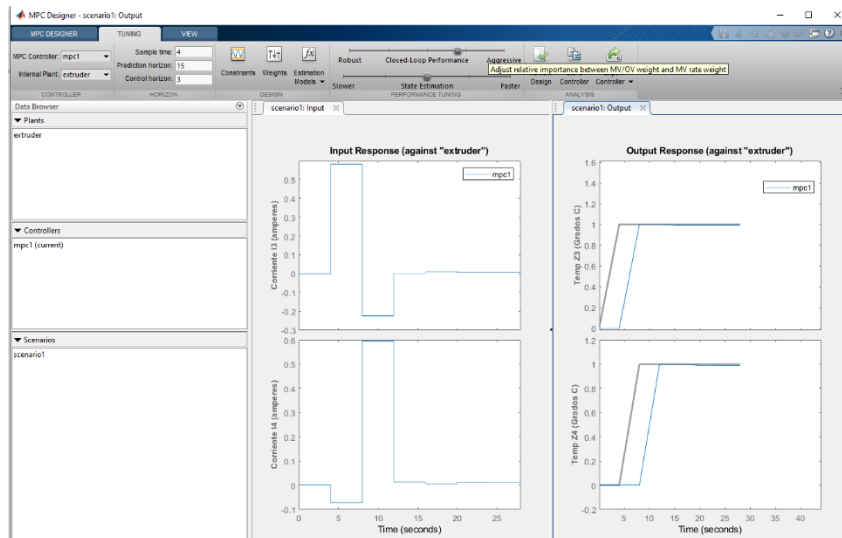 MPC Designer - scenario1: Output
MPC DESIGNER
TUNING
VIEW
MPC Controller: mpc1
Internal Plant: extruder
CONTROLLER
Sample time: 4
Prediction horizon: 15
Control horizon: 3
HORIZON
Constraints
Weights
Estimation
Models
DESIGN
Robust
Closed-Loop Performance
Aggressive
Slower
State Estimation
Faster
PERFORMANCE TUNING
Adjust relative importance between MV/OV weight and MV rate weight
Design
Controller
Controller
ANALYSIS
Data Browser
Plants
extruder
Controllers
mpc1 (current)
Scenarios
scenario1
scenario1: Input
Input Response (against "extruder")
mpc1
Corriente I3 (amperes)
0.5
0.4
0.3
0.2
0.1
0
-0.1
-0.2
-0.3
Corriente I4 (amperes)
0.6
0.5
0.4
0.3
0.2
0.1
0
-0.1
0
5
10
15
20
25
Time (seconds)
scenario1: Output
Output Response (against "extruder")
mpc1
Temp Z3 (Grados C)
1.6
1.4
1.2
1
0.8
0.6
0.4
0.2
0
Temp Z4 (Grados C)
1.2
1
0.8
0.6
0.4
0.2
0
-0.2
5
10
15
20
25
30
35
40
Time (seconds)